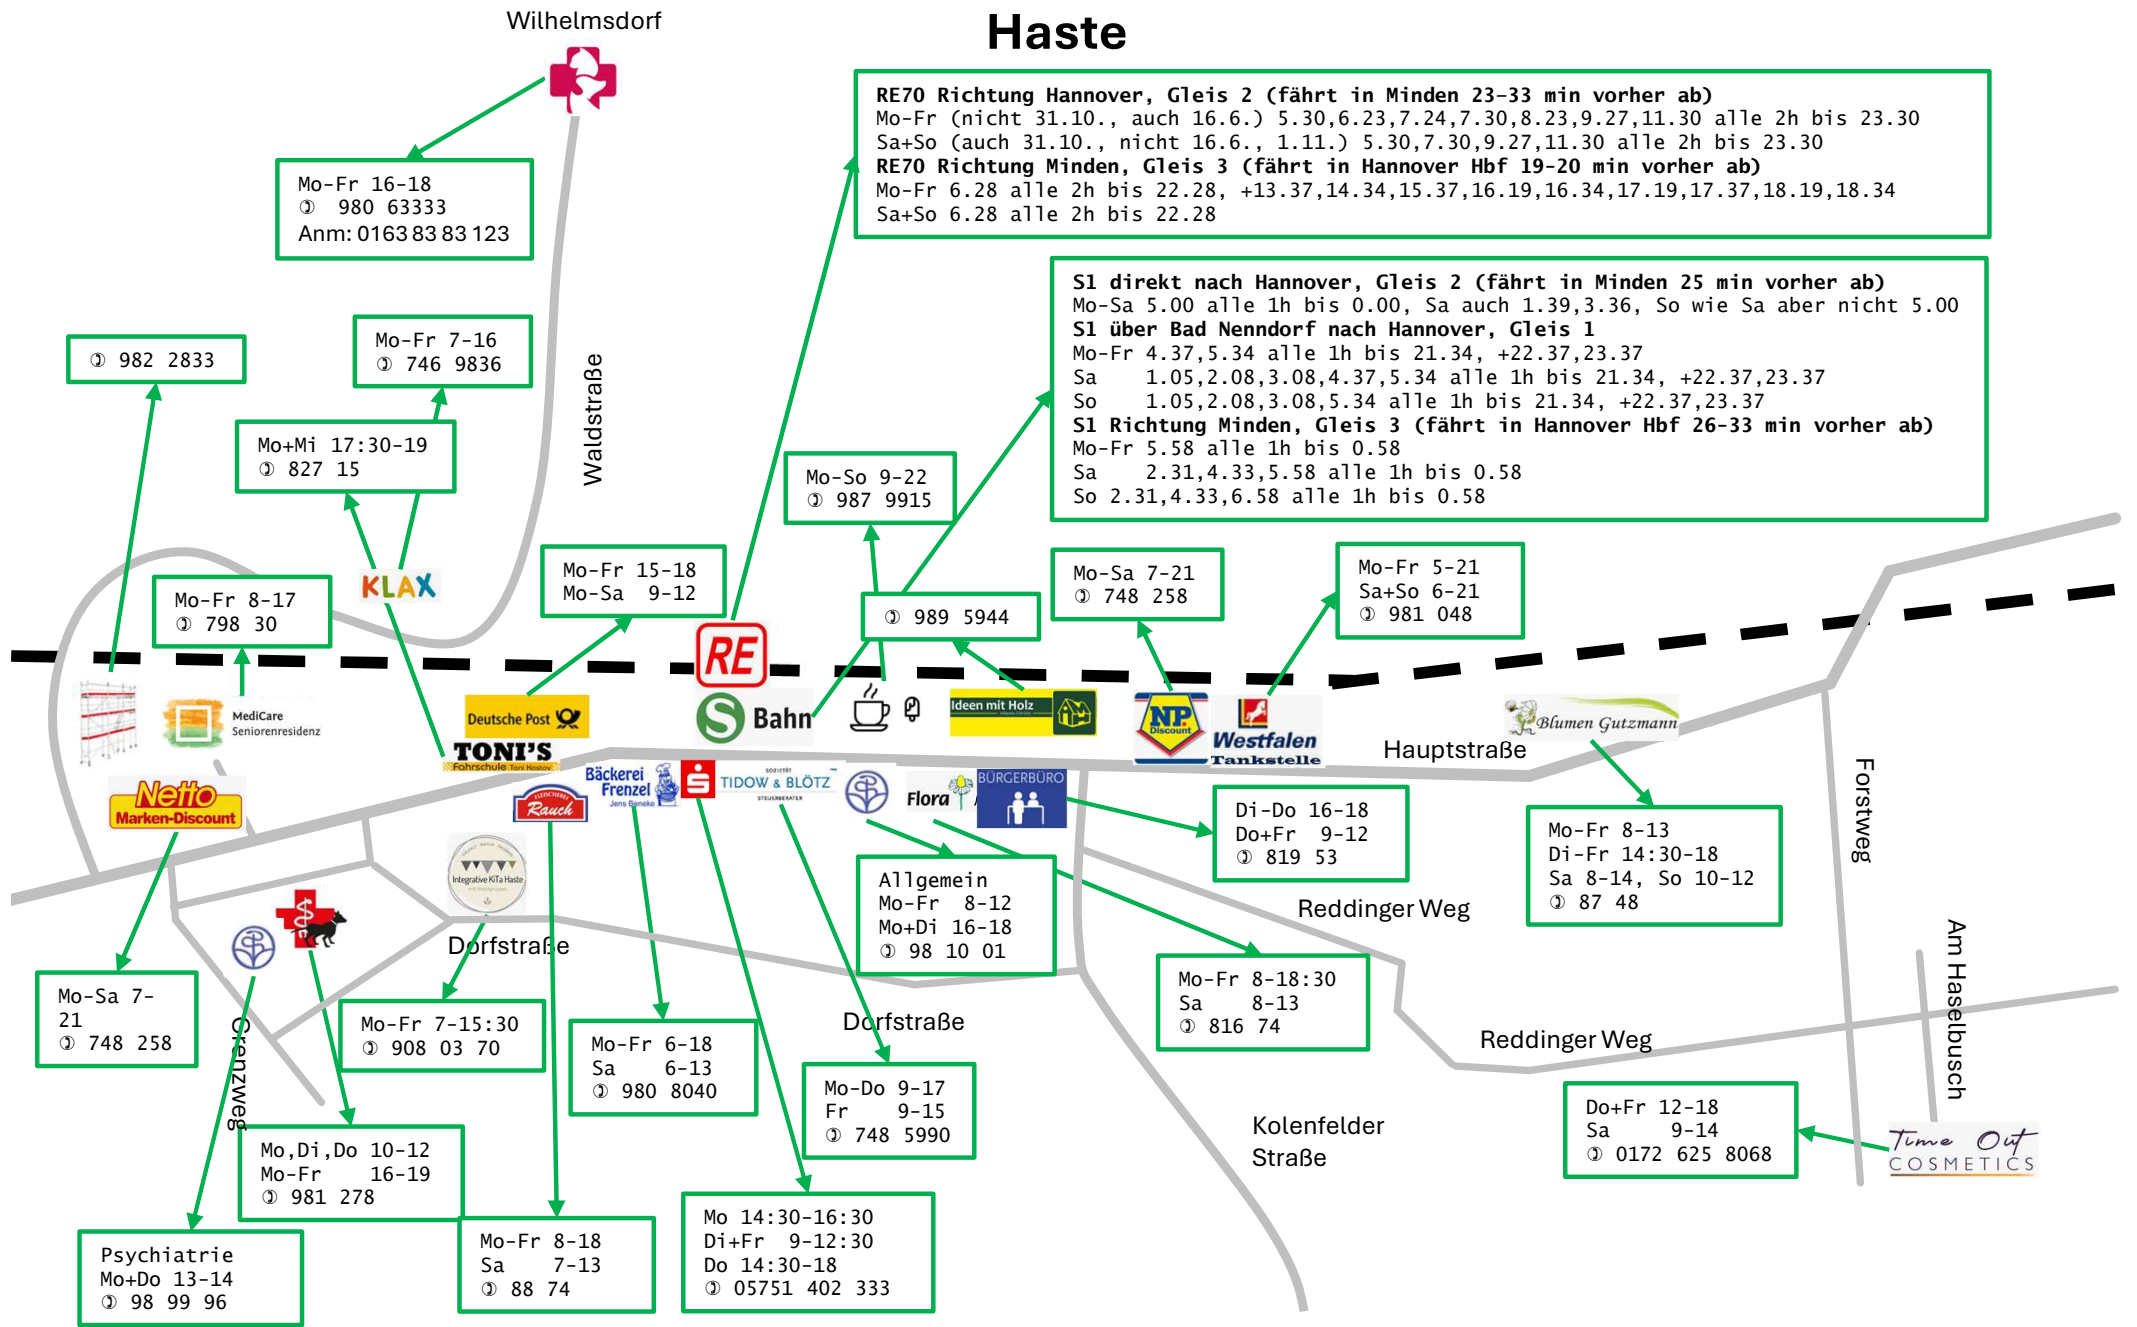 Wilhelmsdorf
Haste
RE70 Richtung Hannover, Gleis 2 (fährt in Minden 23-33 min vorher ab)
Mo-Fr (nicht 31.10., auch 16.6.) 5.30,6.23,7.24,7.30,8.23,9.27,11.30 alle 2h bis 23.30
Sa+So (auch 31.10., nicht 16.6., 1.11.) 5.30,7.30,9.27,11.30 alle 2h bis 23.30
RE70 Richtung Minden, Gleis 3 (fährt in Hannover Hbf 19-20 min vorher ab)
Mo-Fr 6.28 alle 2h bis 22.28, +13.37,14.34,15.37,16.19,16.34,17.19,17.37,18.19,18.34
Sa+So 6.28 alle 2h bis 22.28
Mo-Fr 16-18
✆ 980 63333
Anm: 0163 83 83 123
S1 direkt nach Hannover, Gleis 2 (fährt in Minden 25 min vorher ab)
Mo-Sa 5.00 alle 1h bis 0.00, Sa auch 1.39,3.36, So wie Sa aber nicht 5.00
S1 über Bad Nenndorf nach Hannover, Gleis 1
Mo-Fr 4.37,5.34 alle 1h bis 21.34, +22.37,23.37
Sa 1.05,2.08,3.08,4.37,5.34 alle 1h bis 21.34, +22.37,23.37
So 1.05,2.08,3.08,5.34 alle 1h bis 21.34, +22.37,23.37
S1 Richtung Minden, Gleis 3 (fährt in Hannover Hbf 26-33 min vorher ab)
Mo-Fr 5.58 alle 1h bis 0.58
Sa 2.31,4.33,5.58 alle 1h bis 0.58
So 2.31,4.33,6.58 alle 1h bis 0.58
✆ 982 2833
Mo-Fr 7-16
✆ 746 9836
Mo+Mi 17:30-19
✆ 827 15
Waldstraße
Mo-So 9-22
✆ 987 9915
KLAX
Mo-Fr 8-17
✆ 798 30
Mo-Fr 15-18
Mo-Sa 9-12
✆ 989 5944
Mo-Sa 7-21
✆ 748 258
Mo-Fr 5-21
Sa+So 6-21
✆ 981 048
RE
MediCare
Seniorenresidenz
Deutsche Post
S Bahn
Ideen mit Holz
NP
Discount
Westfalen
Tankstelle
Blumen Gutzmann
Hauptstraße
TONI'S
Fahrschule Toni Hostov
Netto
Marken-Discount
FLEISCHEREI
Rauch
Bäckerei
Frenzel
Jens Beneke
S
SOZIETÄT
TIDOW & BLÖTZ
STEUERBERATER
Flora
BÜRGERBÜRO
Integrative KiTa Haste
Di-Do 16-18
Do+Fr 9-12
✆ 819 53
Mo-Fr 8-13
Di-Fr 14:30-18
Sa 8-14, So 10-12
✆ 87 48
Forstweg
Allgemein
Mo-Fr 8-12
Mo+Di 16-18
✆ 98 10 01
Reddinger Weg
Dorfstraße
Am Haselbusch
Mo-Sa 7-
21
✆ 748 258
Grenzweg
Mo-Fr 7-15:30
✆ 908 03 70
Mo-Fr 6-18
Sa 6-13
✆ 980 8040
Dorfstraße
Mo-Fr 8-18:30
Sa 8-13
✆ 816 74
Reddinger Weg
Mo-Do 9-17
Fr 9-15
✆ 748 5990
Kolenfelder
Straße
Do+Fr 12-18
Sa 9-14
✆ 0172 625 8068
Time Out
COSMETICS
Mo,Di,Do 10-12
Mo-Fr 16-19
✆ 981 278
Psychiatrie
Mo+Do 13-14
✆ 98 99 96
Mo-Fr 8-18
Sa 7-13
✆ 88 74
Mo 14:30-16:30
Di+Fr 9-12:30
Do 14:30-18
✆ 05751 402 333